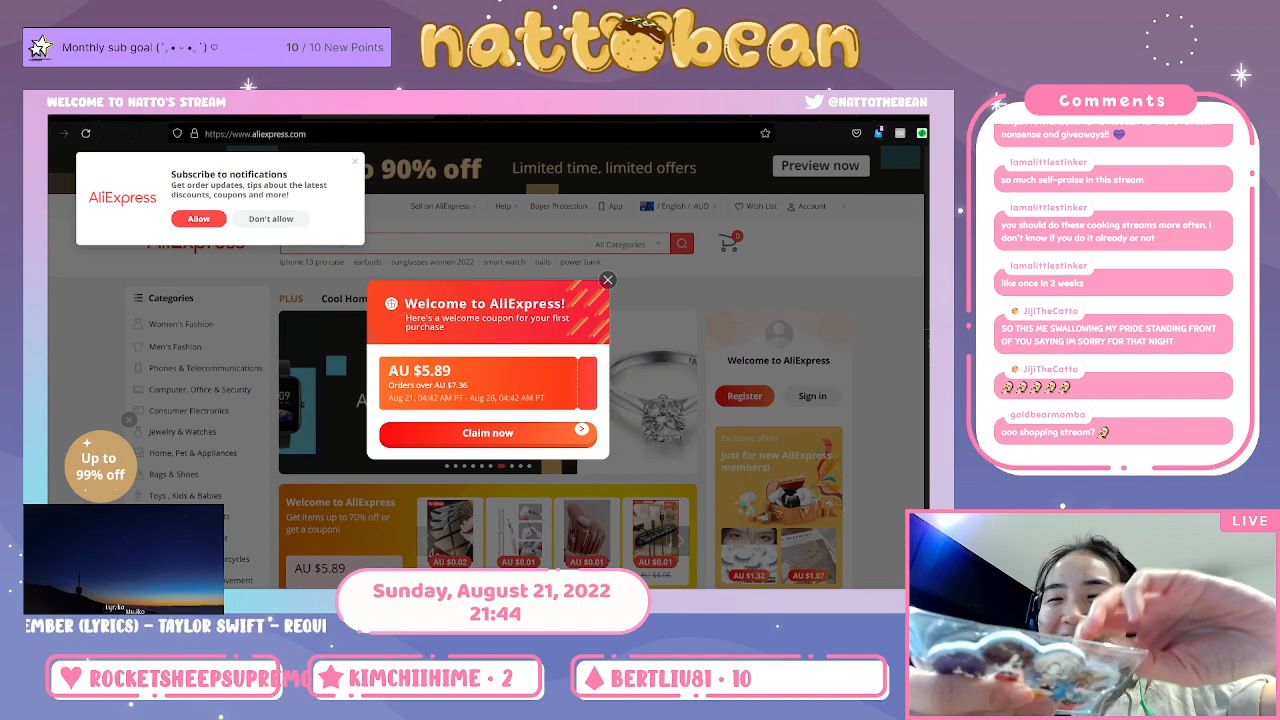 Monthly sub goal (´｡• ᵕ •｡`) ♡
10 / 10 New Points
nattobean
WELCOME TO NATTO'S STREAM
@NATTOTHEBEAN
https://www.aliexpress.com
to 90% off
Limited time, limited offers
Preview now
Subscribe to notifications
Get order updates, tips about the latest
discounts, coupons and more!
AliExpress
Allow
Don't allow
Sell on AliExpress
Help
Buyer Protection
App
/ English / AUD
Wish List
Account
All Categories
0
iphone 13 pro case
earbuds
sunglasses women 2022
smart watch
nails
power bank
Categories
Women's Fashion
Men's Fashion
Phones & Telecommunications
Computer, Office & Security
Consumer Electronics
Jewelry & Watches
Home, Pet & Appliances
Bags & Shoes
Toys , Kids & Babies
Up to
99% off
PLUS
Cool Hom
Welcome to AliExpress!
Here's a welcome coupon for your first
purchase
AU $5.89
Orders over AU $7.36
Aug 21, 04:42 AM PT - Aug 28, 04:42 AM PT
Claim now
Welcome to AliExpress
Register
Sign in
Exclusive offers
Just for new AliExpress
members!
AU $1.32
AU $1.07
Welcome to AliExpress
Get items up to 70% off or
get a coupon!
AU $5.89
AU $0.02
AU $0.01
AU $0.01
AU $0.01
Comments
nonsense and giveaways!! 💜
iamalittlestinker
so much self-praise in this stream
iamalittlestinker
you should do these cooking streams more often, i
don't know if you do it already or not
iamalittlestinker
like once in 2 weeks
JijiTheCatto
SO THIS ME SWALLOWING MY PRIDE STANDING FRONT
OF YOU SAYING IM SORRY FOR THAT NIGHT
JijiTheCatto
goldbearmamba
ooo shopping stream?
LIVE
Sunday, August 21, 2022
21:44
EMBER (LYRICS) - TAYLOR SWIFT - REQUI
ROCKETSHEEPSUPREMO
KIMCHIIHIME · 2
BERTLIU81 · 10